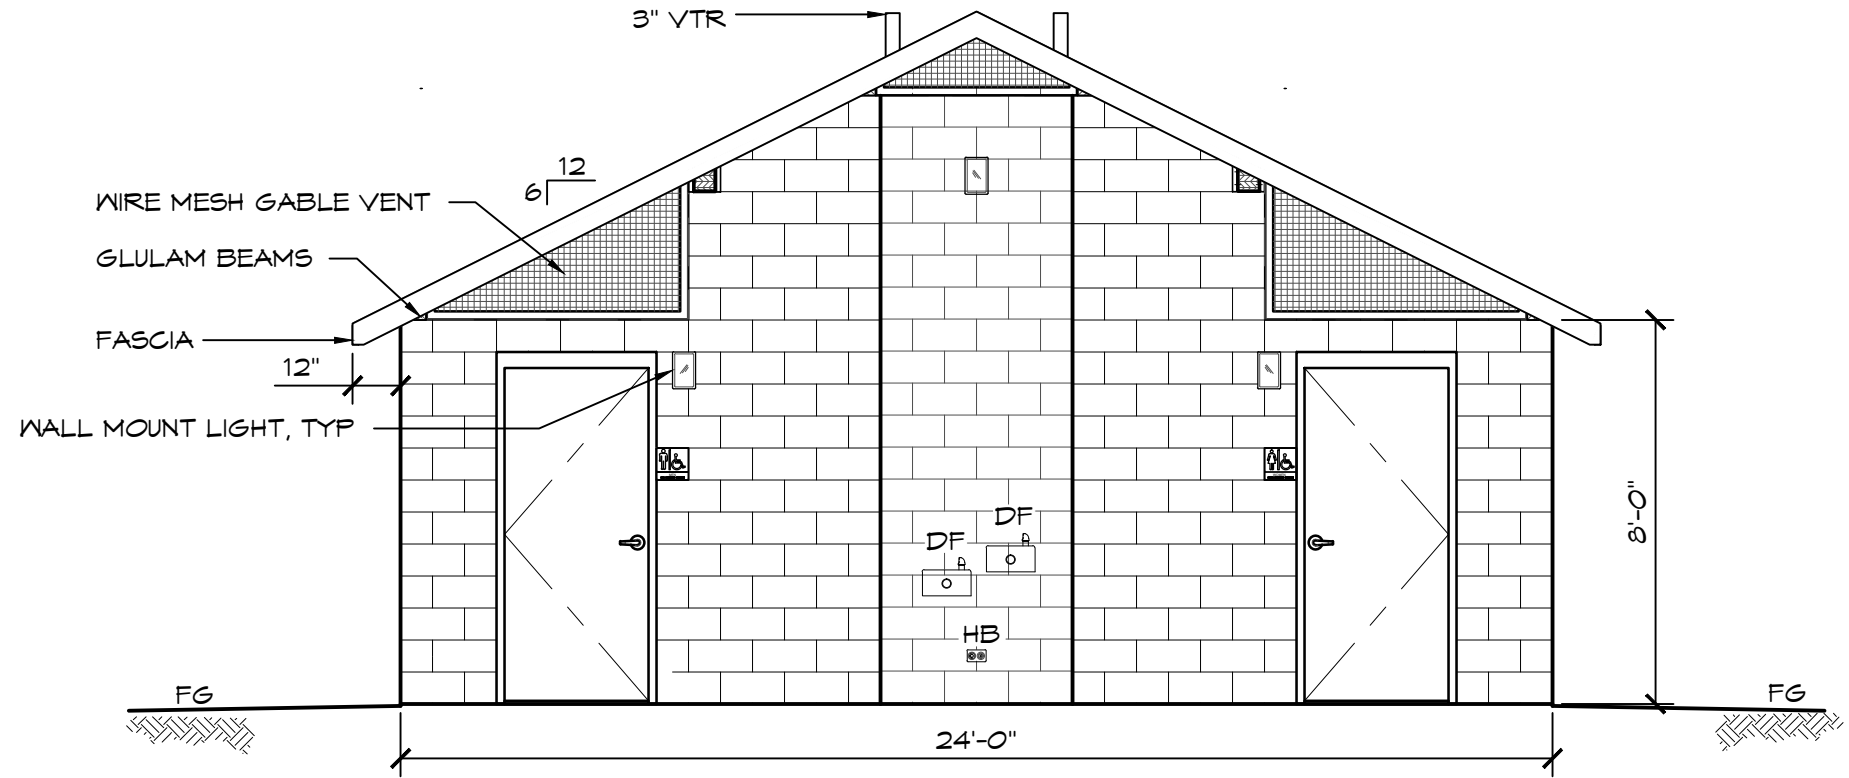 3" VTR
12
6
WIRE MESH GABLE VENT
GLULAM BEAMS
FASCIA
12"
WALL MOUNT LIGHT, TYP
DF
DF
8'-0"
HB
FG
FG
24'-0"